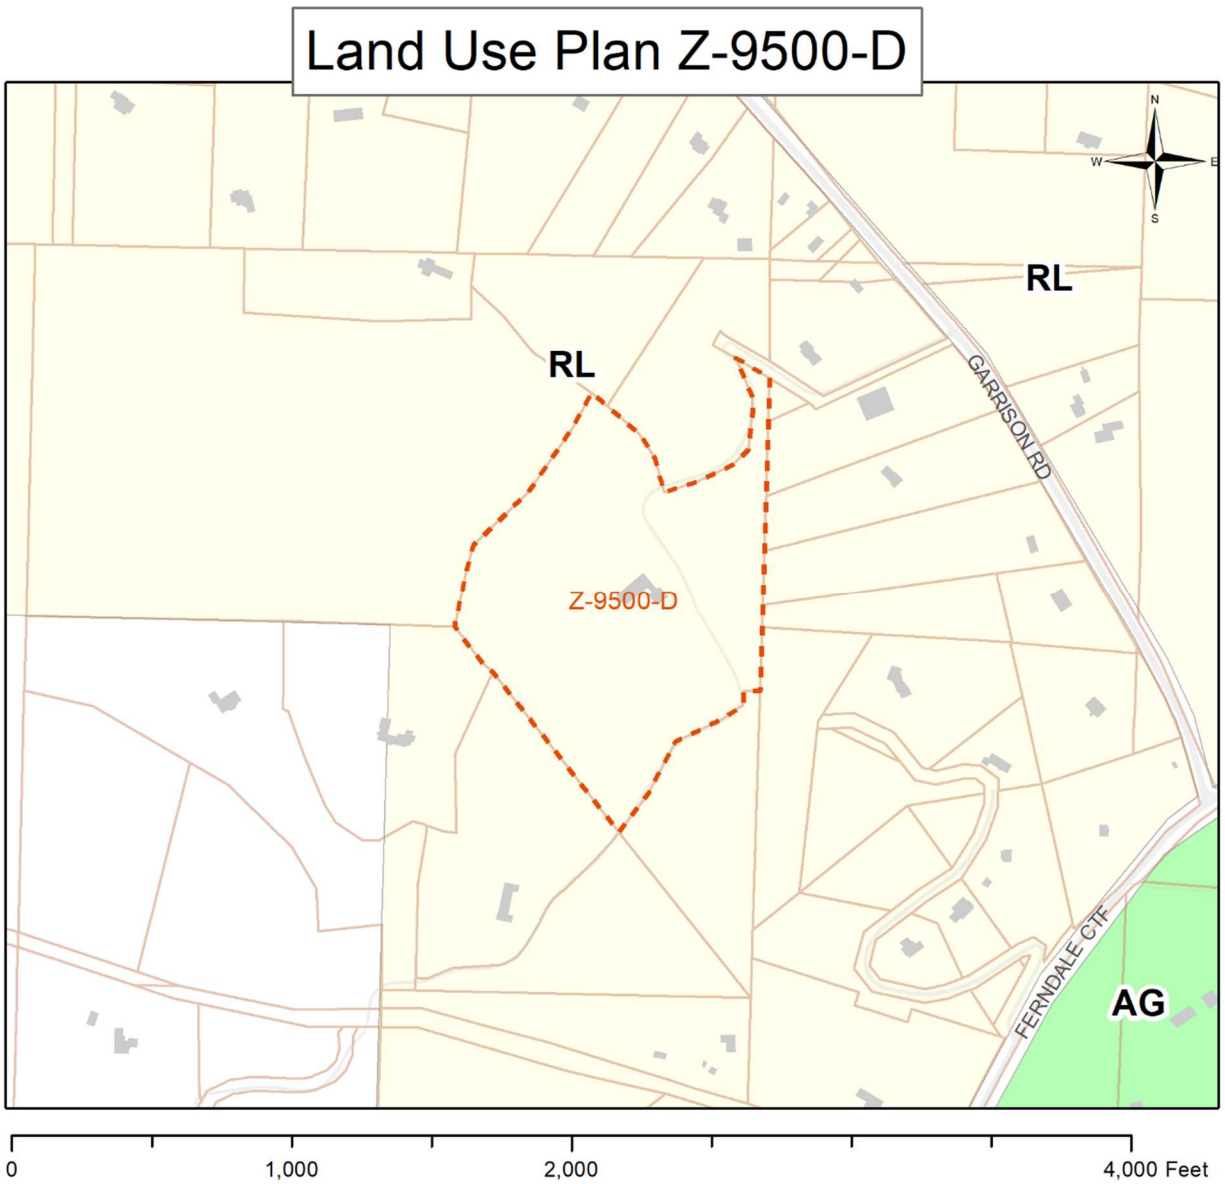 Land Use Plan Z-9500-D
N
W
E
S
RL
RL
GARRISON RD
Z-9500-D
FERNDALE CTF
AG
0 1,000 2,000 4,000 Feet